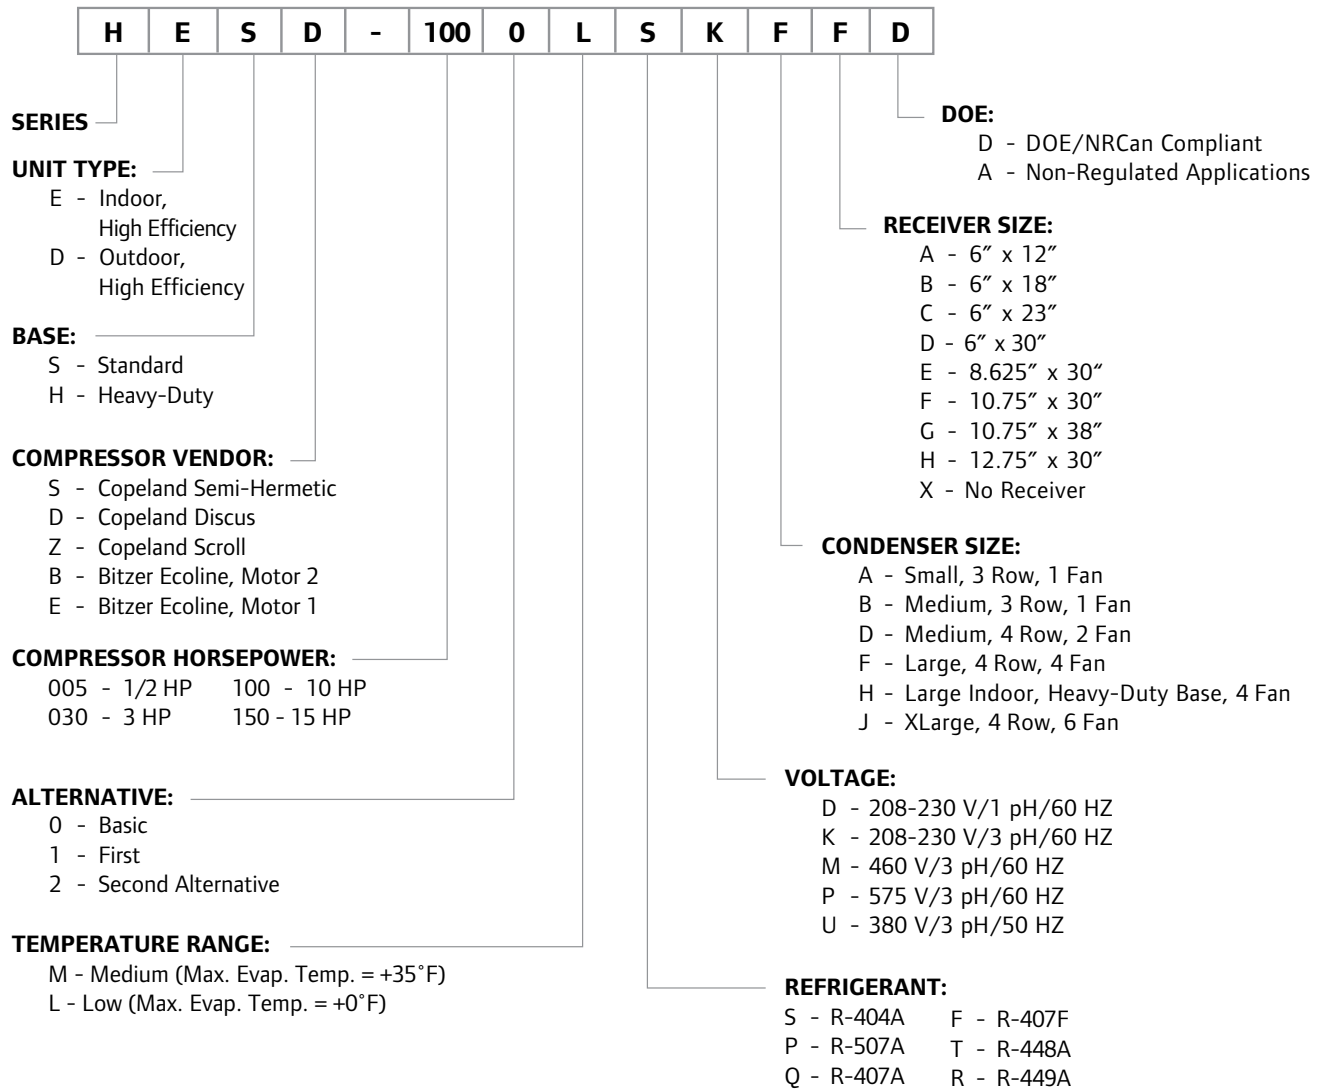 H E S D - 100 0 L S K F F D
SERIES
UNIT TYPE:
E - Indoor,
High Efficiency
D - Outdoor,
High Efficiency
BASE:
S - Standard
H - Heavy-Duty
COMPRESSOR VENDOR:
S - Copeland Semi-Hermetic
D - Copeland Discus
Z - Copeland Scroll
B - Bitzer Ecoline, Motor 2
E - Bitzer Ecoline, Motor 1
COMPRESSOR HORSEPOWER:
005 - 1/2 HP 100 - 10 HP
030 - 3 HP 150 - 15 HP
ALTERNATIVE:
0 - Basic
1 - First
2 - Second Alternative
TEMPERATURE RANGE:
M - Medium (Max. Evap. Temp. = +35°F)
L - Low (Max. Evap. Temp. = +0°F)
DOE:
D - DOE/NRCan Compliant
A - Non-Regulated Applications
RECEIVER SIZE:
A - 6″ x 12″
B - 6″ x 18″
C - 6″ x 23″
D - 6″ x 30″
E - 8.625″ x 30″
F - 10.75″ x 30″
G - 10.75″ x 38″
H - 12.75″ x 30″
X - No Receiver
CONDENSER SIZE:
A - Small, 3 Row, 1 Fan
B - Medium, 3 Row, 1 Fan
D - Medium, 4 Row, 2 Fan
F - Large, 4 Row, 4 Fan
H - Large Indoor, Heavy-Duty Base, 4 Fan
J - XLarge, 4 Row, 6 Fan
VOLTAGE:
D - 208-230 V/1 pH/60 HZ
K - 208-230 V/3 pH/60 HZ
M - 460 V/3 pH/60 HZ
P - 575 V/3 pH/60 HZ
U - 380 V/3 pH/50 HZ
REFRIGERANT:
S - R-404A F - R-407F
P - R-507A T - R-448A
Q - R-407A R - R-449A